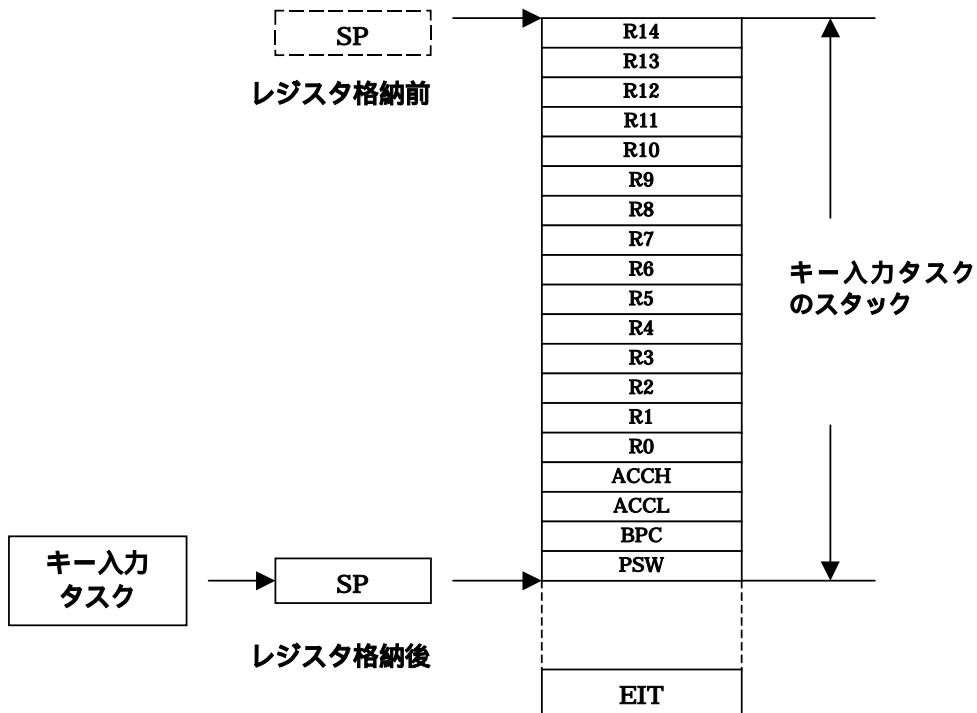 SP
レジスタ格納前
R14
R13
R12
R11
R10
R9
R8
R7
R6
R5
R4
R3
R2
R1
R0
ACCH
ACCL
BPC
PSW
キー入力タスク
のスタック
キー入力
タスク
SP
レジスタ格納後
EIT